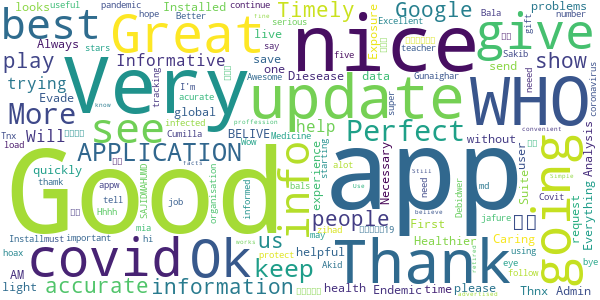 looks useful pandemic
hope Better Installed
Timely Google
number fine serious
best Always stars
Great live say five
nice
Excellent problems
Bala gift
give Sakib
play Informative one save
Exposure teacher
trying
Evade
Very
tracking I'm acurate
Diesease data
show
send Gunaighar
neeed coronavirus
More see
global infected proffession
update
super
WHO
Tnx Will Cumilla BELIVE
Awesome Wow know
help Perfect
without
Analysis
load APPLICATION Medicine
quickly facts
Good
info
experience
starting
app
Necessary
Still
need believe
Suite user
convenient
going
Everything
Simple
thamk appw
tell job
Hhhh SAJIDMAHUMD
organisation
informed
alot
Use
people
Debidwer
md
First
jafure
request Covit
Installmust important
mia
hoax hi
covid Ok
us
bals
may
zihad
Healthier
Caring
using
eye
follow
bye
AM
light accurate information
works
keep
helpful
protect
Akid
health Endemic
Thank
time please
advertised
Thnx Admin